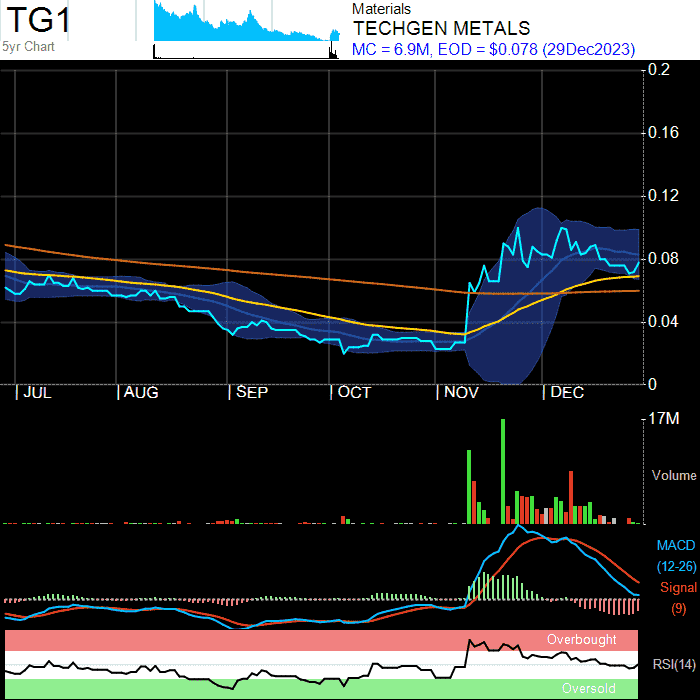 TG1
5yr Chart
Materials
TECHGEN METALS
MC = 6.9M, EOD = $0.078 (29Dec2023)
0.2
0.16
0.12
0.08
0.04
0
JUL AUG SEP OCT NOV DEC
17M
Volume
MACD
(12-26)
Signal
(9)
Overbought
RSI(14)
Oversold